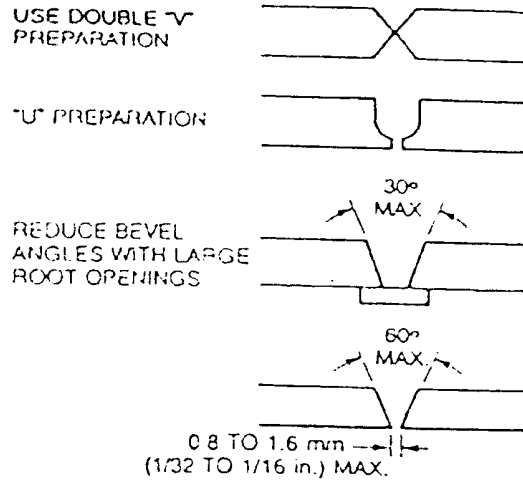 USE DOUBLE "V"
PREPARATION
"U" PREPARATION
30°
MAX.
REDUCE BEVEL
ANGLES WITH LARGE
ROOT OPENINGS
60°
MAX.
0.8 TO 1.6 mm
(1/32 TO 1/16 in.) MAX.